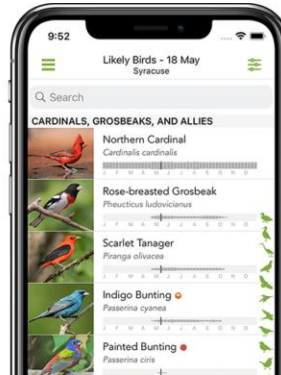 9:52
Likely Birds - 18 May
Syracuse
Search
CARDINALS, GROSBEAKS, AND ALLIES
Northern Cardinal
Cardinalis cardinalis
J F M A M J J A S O N D
Rose-breasted Grosbeak
Pheucticus ludovicianus
J F M A M J J A S O N D
Scarlet Tanager
Piranga olivacea
J F M A M J J A S O N D
Indigo Bunting
Passerina cyanea
J F M A M J J A S O N D
Painted Bunting
Passerina ciris